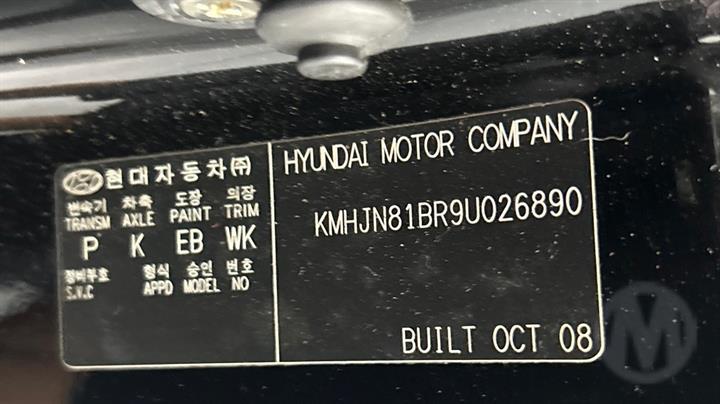 현대자동차㈜
변속기 차축 도장 의장
TRANSM AXLE PAINT TRIM
P K EB WK
정비부호 형식 승인 번호
S.V.C APPD MODEL NO
HYUNDAI MOTOR COMPANY
KMHJN81BR9U026890
BUILT OCT 08
M